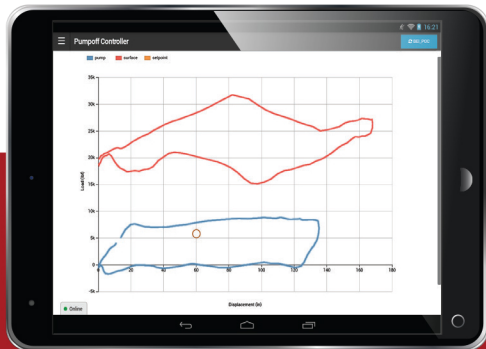 16:21
Pumpoff Controller
pump surface setpoint
35k
30k
25k
20k
15k
10k
5k
0
-5k
Load (lbf)
0 20 40 60 80 100 120 140 160 180
Displacement (in)
Online